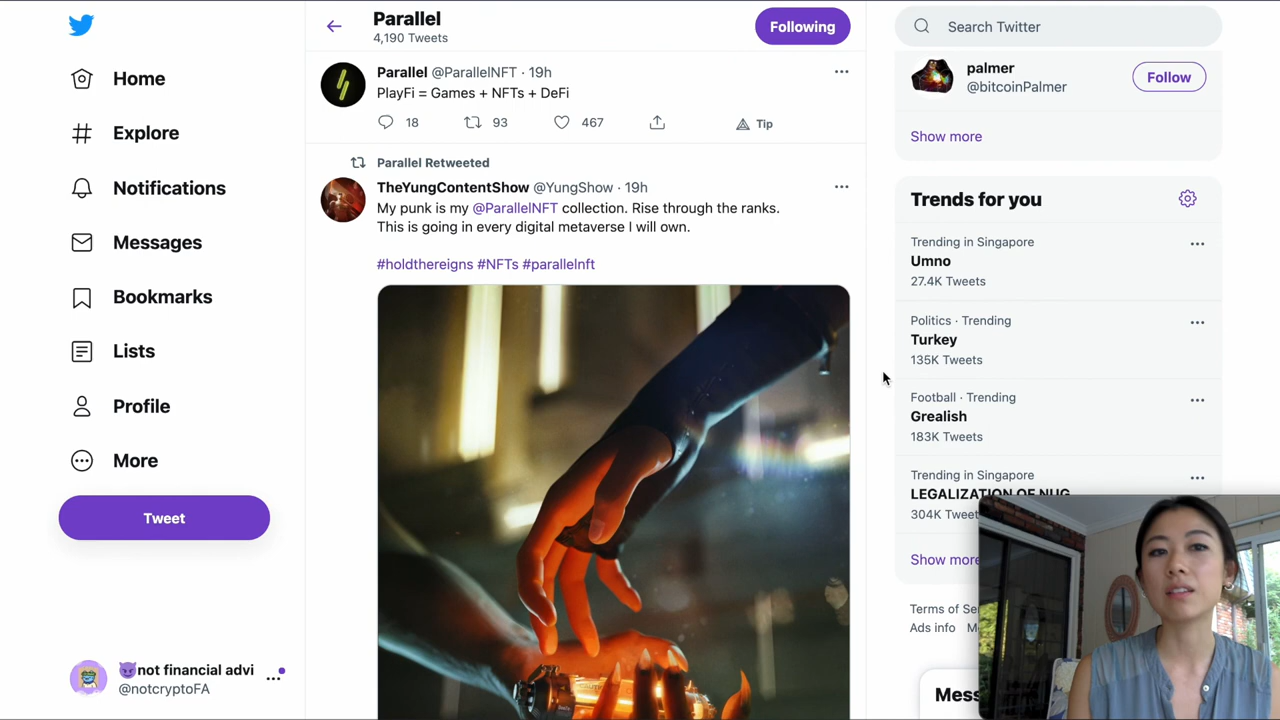 Home
Explore
Notifications
Messages
Bookmarks
Lists
Profile
More
Tweet
not financial advi
@notcryptoFA
Parallel
4,190 Tweets
Following
Parallel @ParallelNFT · 19h
PlayFi = Games + NFTs + DeFi
18 93 467 Tip
Parallel Retweeted
TheYungContentShow @YungShow · 19h
My punk is my @ParallelNFT collection. Rise through the ranks.
This is going in every digital metaverse I will own.
#holdthereigns #NFTs #parallelnft
Search Twitter
palmer
@bitcoinPalmer
Follow
Show more
Trends for you
Trending in Singapore
Umno
27.4K Tweets
Politics · Trending
Turkey
135K Tweets
Football · Trending
Grealish
183K Tweets
Trending in Singapore
LEGALIZATION OF NUG
304K Tweet
Show more
Terms of Se
Ads info M
Mess